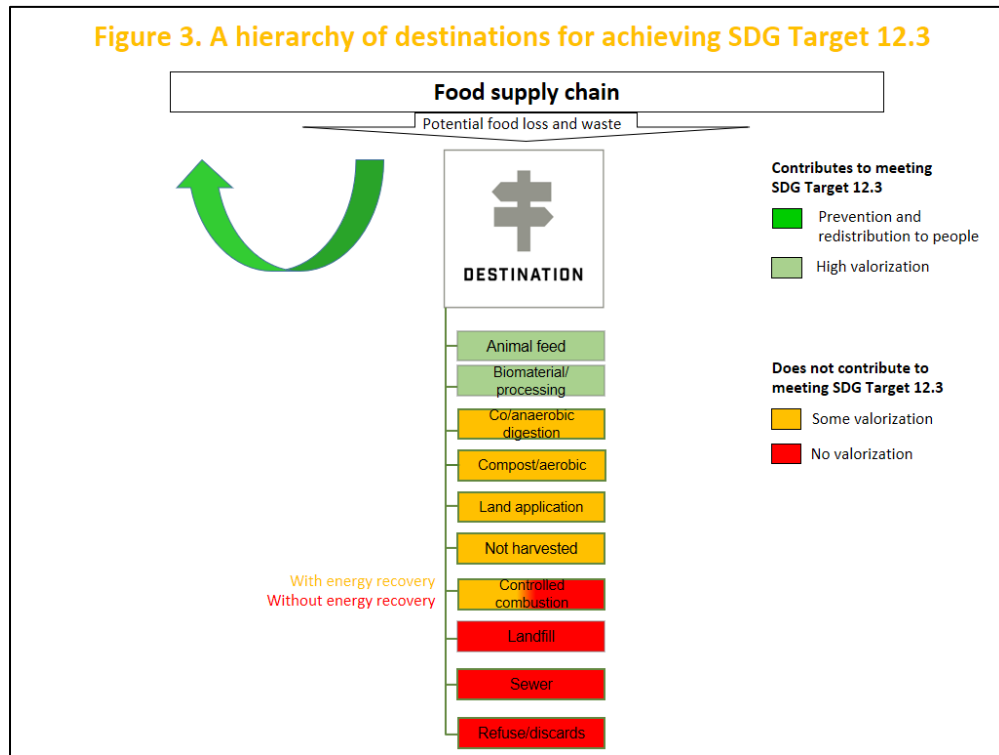 Figure 3. A hierarchy of destinations for achieving SDG Target 12.3
Food supply chain
Potential food loss and waste
DESTINATION
Contributes to meeting
SDG Target 12.3
Prevention and
redistribution to people
High valorization
Animal feed
Biomaterial/
processing
Co/anaerobic
digestion
Compost/aerobic
Land application
Not harvested
With energy recovery
Without energy recovery
Controlled
combustion
Landfill
Sewer
Refuse/discards
Does not contribute to
meeting SDG Target 12.3
Some valorization
No valorization